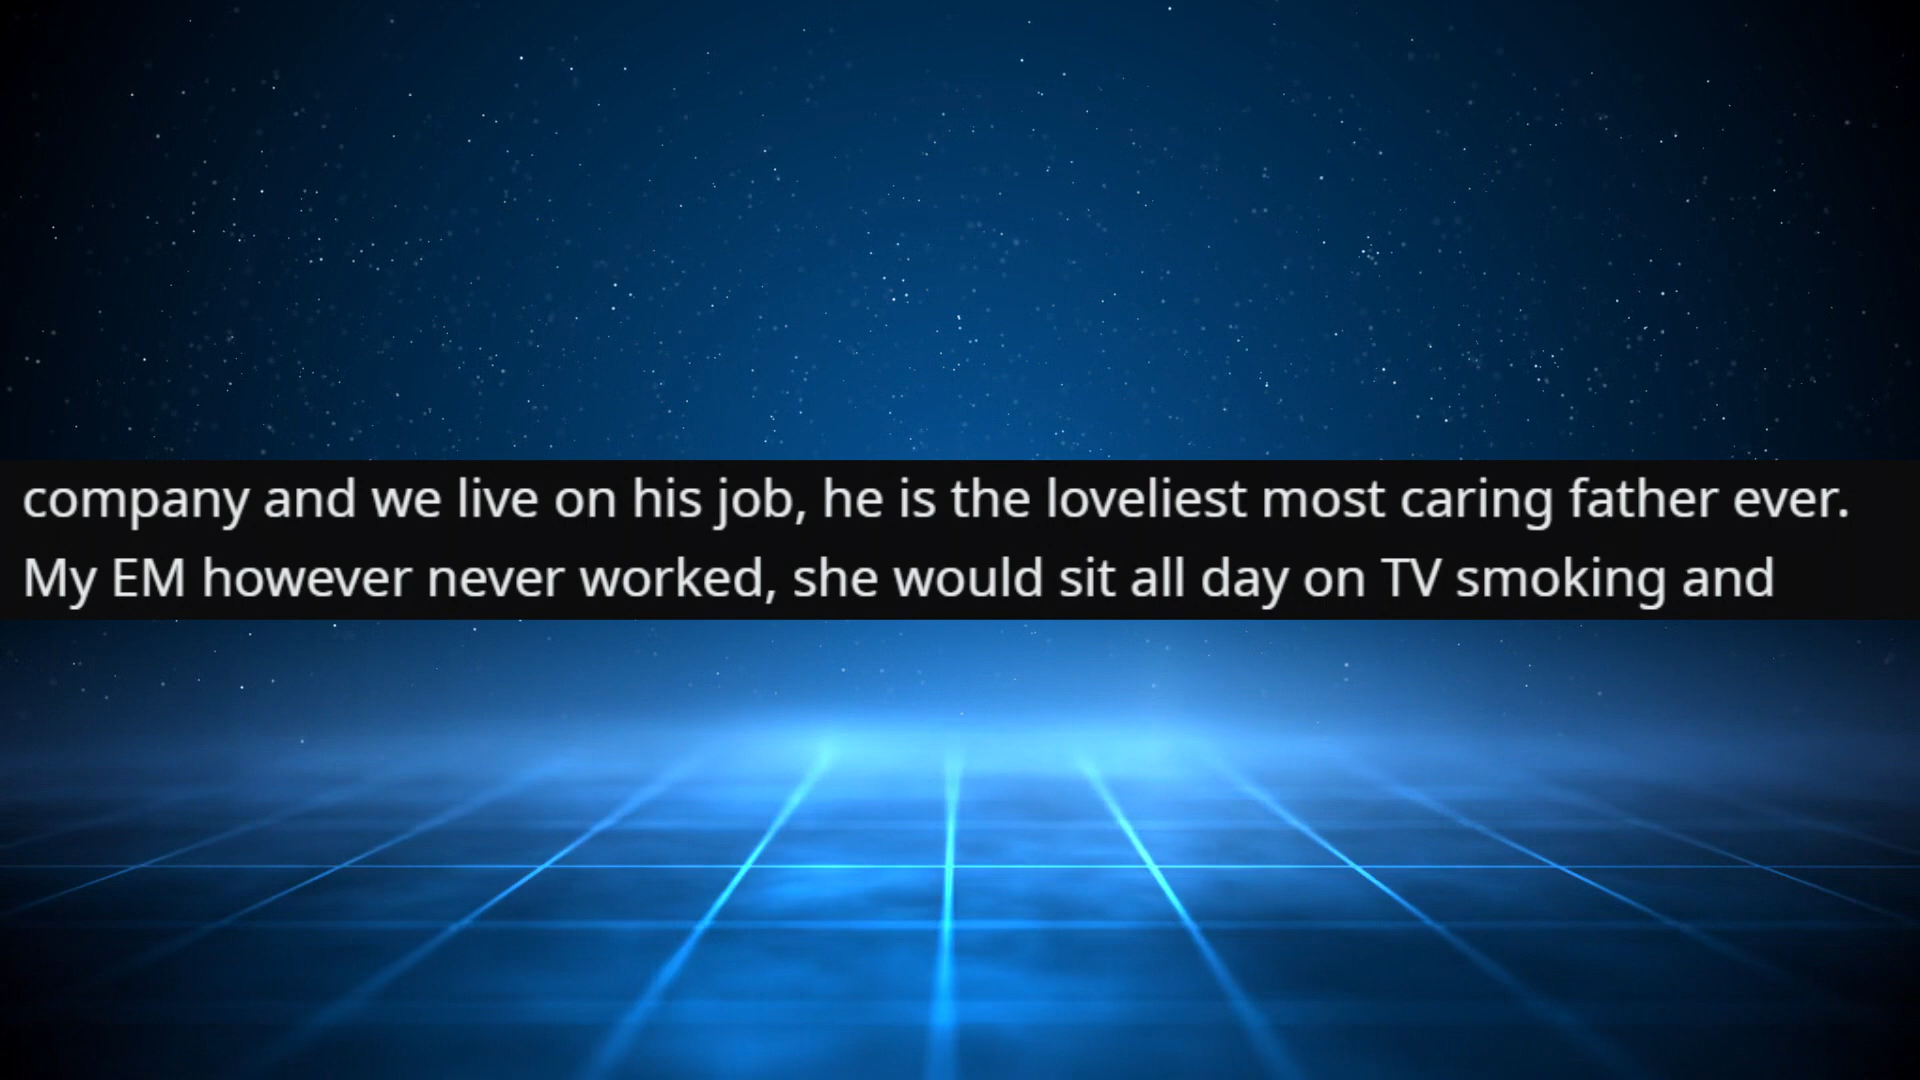 company and we live on his job, he is the loveliest most caring father ever.
My EM however never worked, she would sit all day on TV smoking and